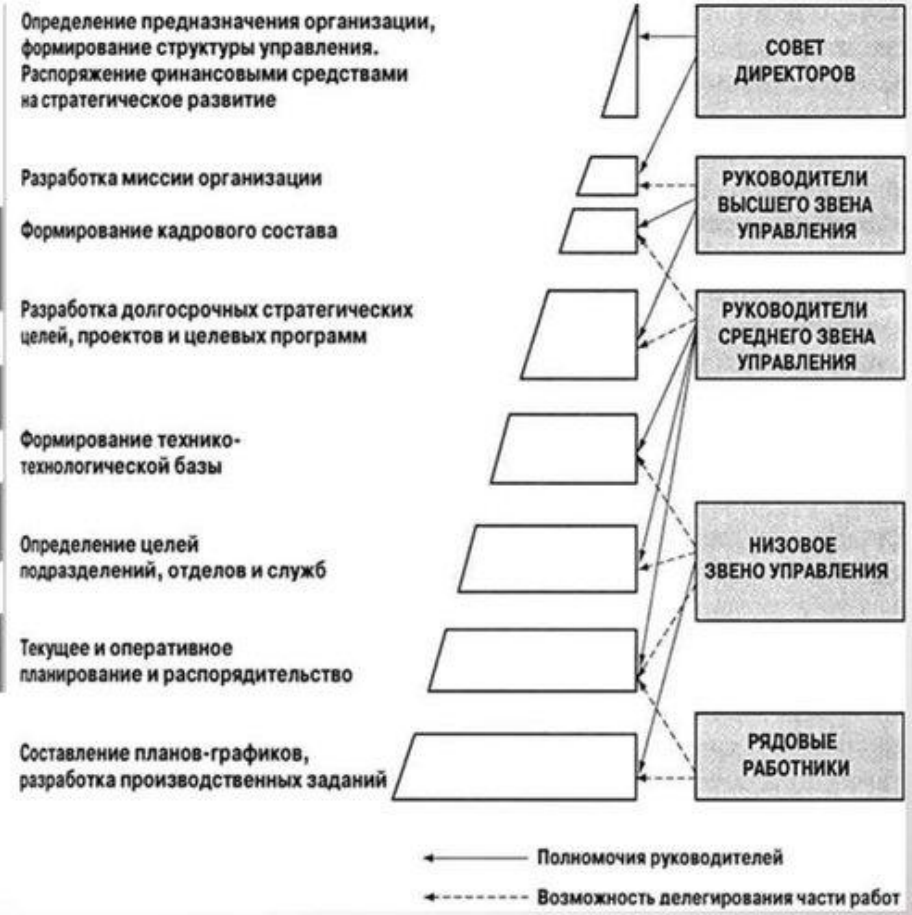 Определение предназначения организации,
формирование структуры управления.
Распоряжение финансовыми средствами
на стратегическое развитие
СОВЕТ
ДИРЕКТОРОВ
Разработка миссии организации
РУКОВОДИТЕЛИ
ВЫСШЕГО ЗВЕНА
УПРАВЛЕНИЯ
Формирование кадрового состава
Разработка долгосрочных стратегических
целей, проектов и целевых программ
РУКОВОДИТЕЛИ
СРЕДНЕГО ЗВЕНА
УПРАВЛЕНИЯ
Формирование технико-
технологической базы
Определение целей
подразделений, отделов и служб
НИЗОВОЕ
ЗВЕНО УПРАВЛЕНИЯ
Текущее и оперативное
планирование и распорядительство
Составление планов-графиков,
разработка производственных заданий
РЯДОВЫЕ
РАБОТНИКИ
Полномочия руководителей
Возможность делегирования части работ